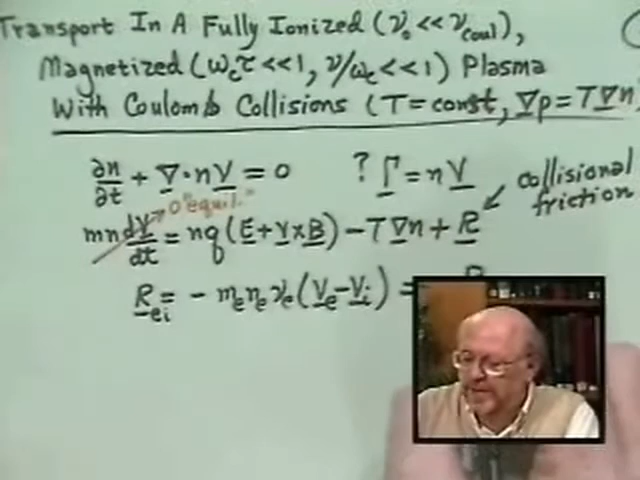 Transport In A Fully Ionized (ν₀ << ν_coul),
Magnetized (ω_cτ << 1, ν/ω_c << 1) Plasma
With Coulomb Collisions (T = const, ∇p = T∇n)
∂n/∂t + ∇·nV = 0 ? Γ = nV collisional friction
0 "equil."
mn dV/dt = nq(E + V×B) − T∇n + R
R_ei = − m_e n_e ν_e (V_e − V_i) =